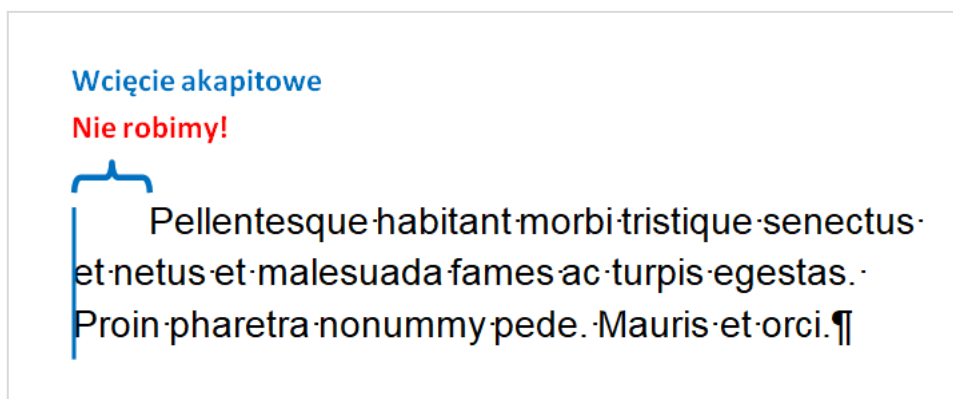 Wcięcie akapitowe
Nie robimy!
Pellentesque·habitant·morbi·tristique·senectus·
et·netus·et·malesuada·fames·ac·turpis·egestas.·
Proin·pharetra·nonummy·pede.·Mauris·et·orci.¶